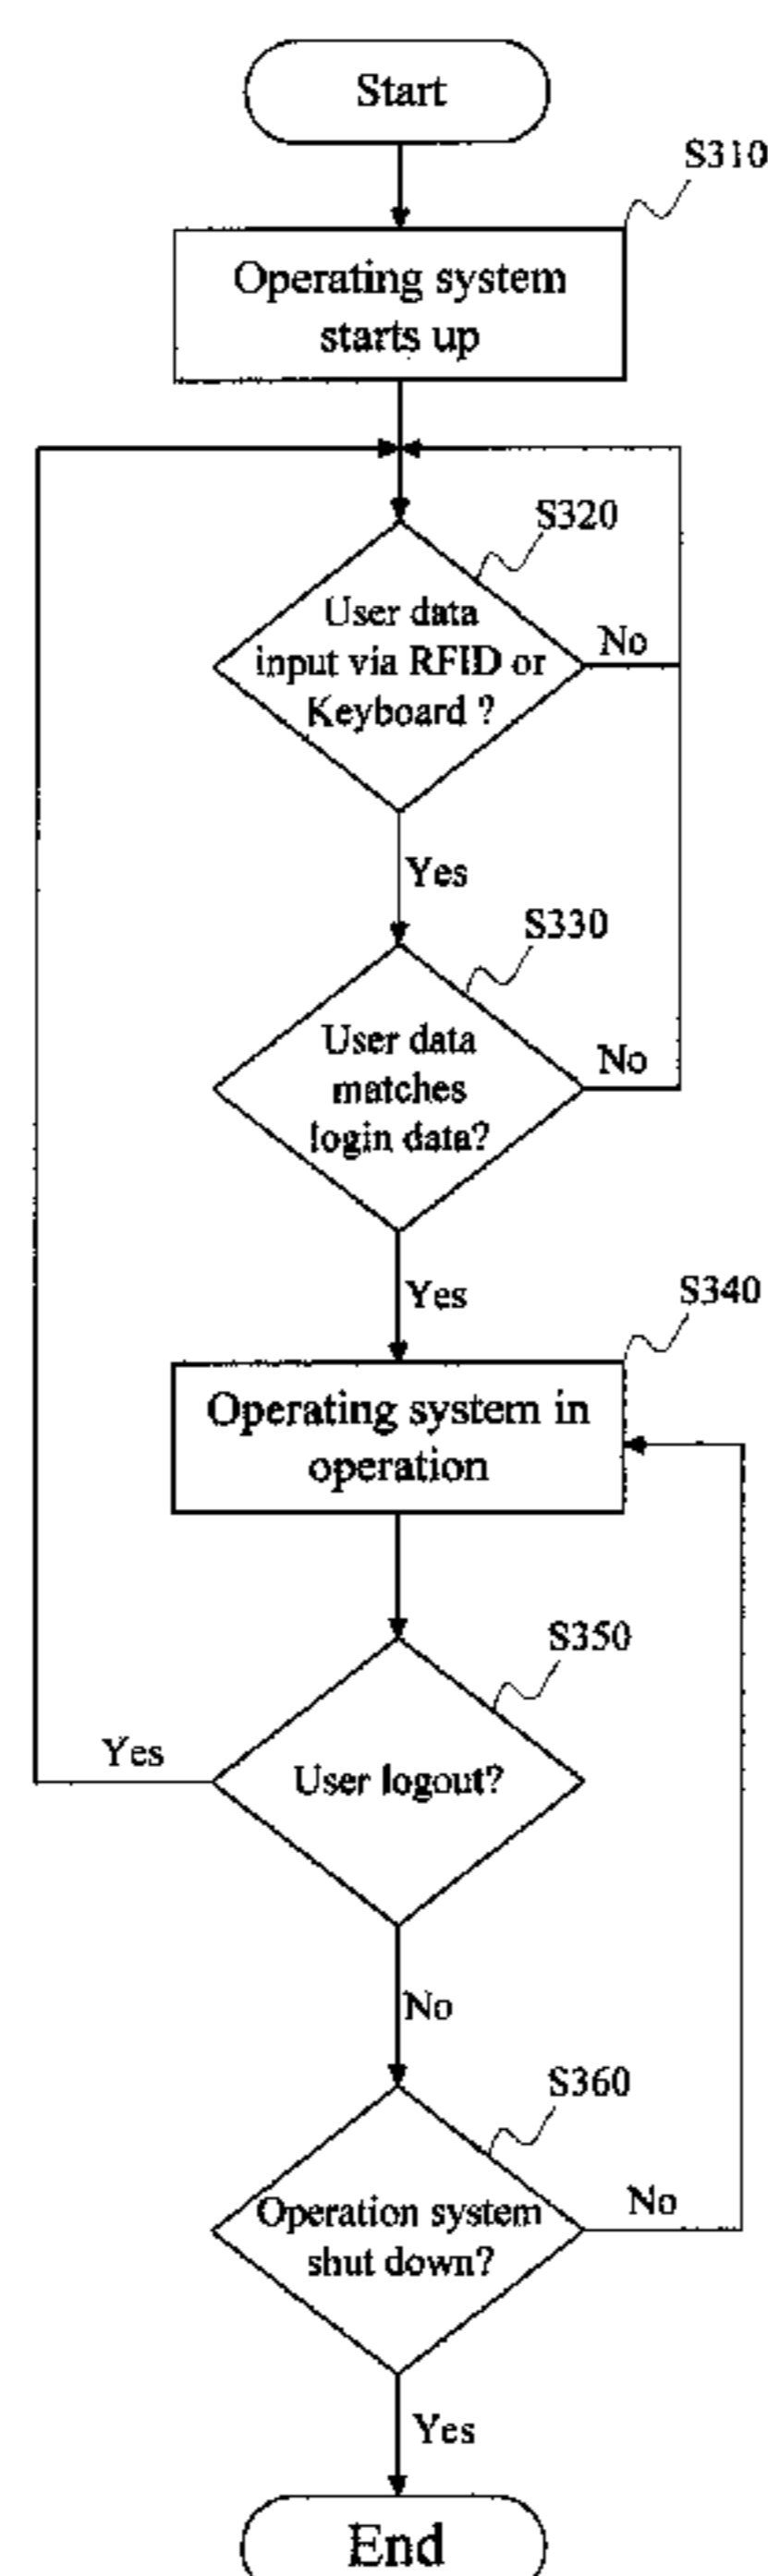 Start
S310
Operating system
starts up
S320
User data
input via RFID or
Keyboard ?
No
Yes
S330
User data
matches
login data?
No
Yes
S340
Operating system in
operation
S350
User logout?
Yes
No
S360
Operation system
shut down?
No
Yes
End